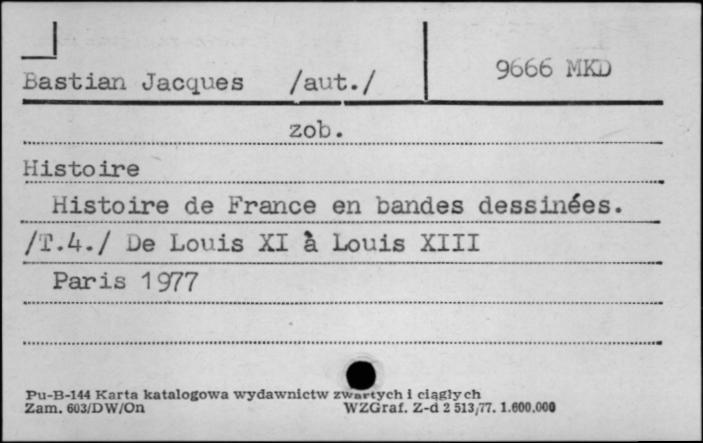 9666 MKD
Bastian Jacques /aut./
zob.
Histoire
Histoire de France en bandes dessinées.
/T.4./ De Louis XI à Louis XIII
Paris 1977
Pu-B-144 Karta katalogowa wydawnictw zwartych i ciągłych
Zam. 603/DW/On WZGraf. Z-d 2 513/77. 1.600.000